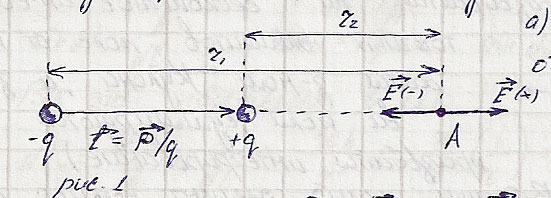 a)
r₂
r₁
E⃗(-) E⃗(+)
-q ℓ⃗ = P⃗/q +q A
рис. 1